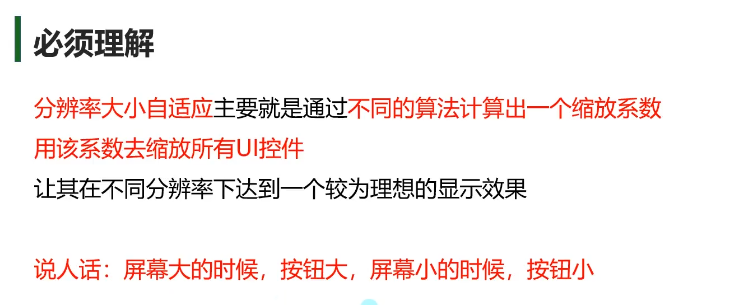 必须理解
分辨率大小自适应主要就是通过不同的算法计算出一个缩放系数
用该系数去缩放所有UI控件
让其在不同分辨率下达到一个较为理想的显示效果
说人话：屏幕大的时候，按钮大，屏幕小的时候，按钮小